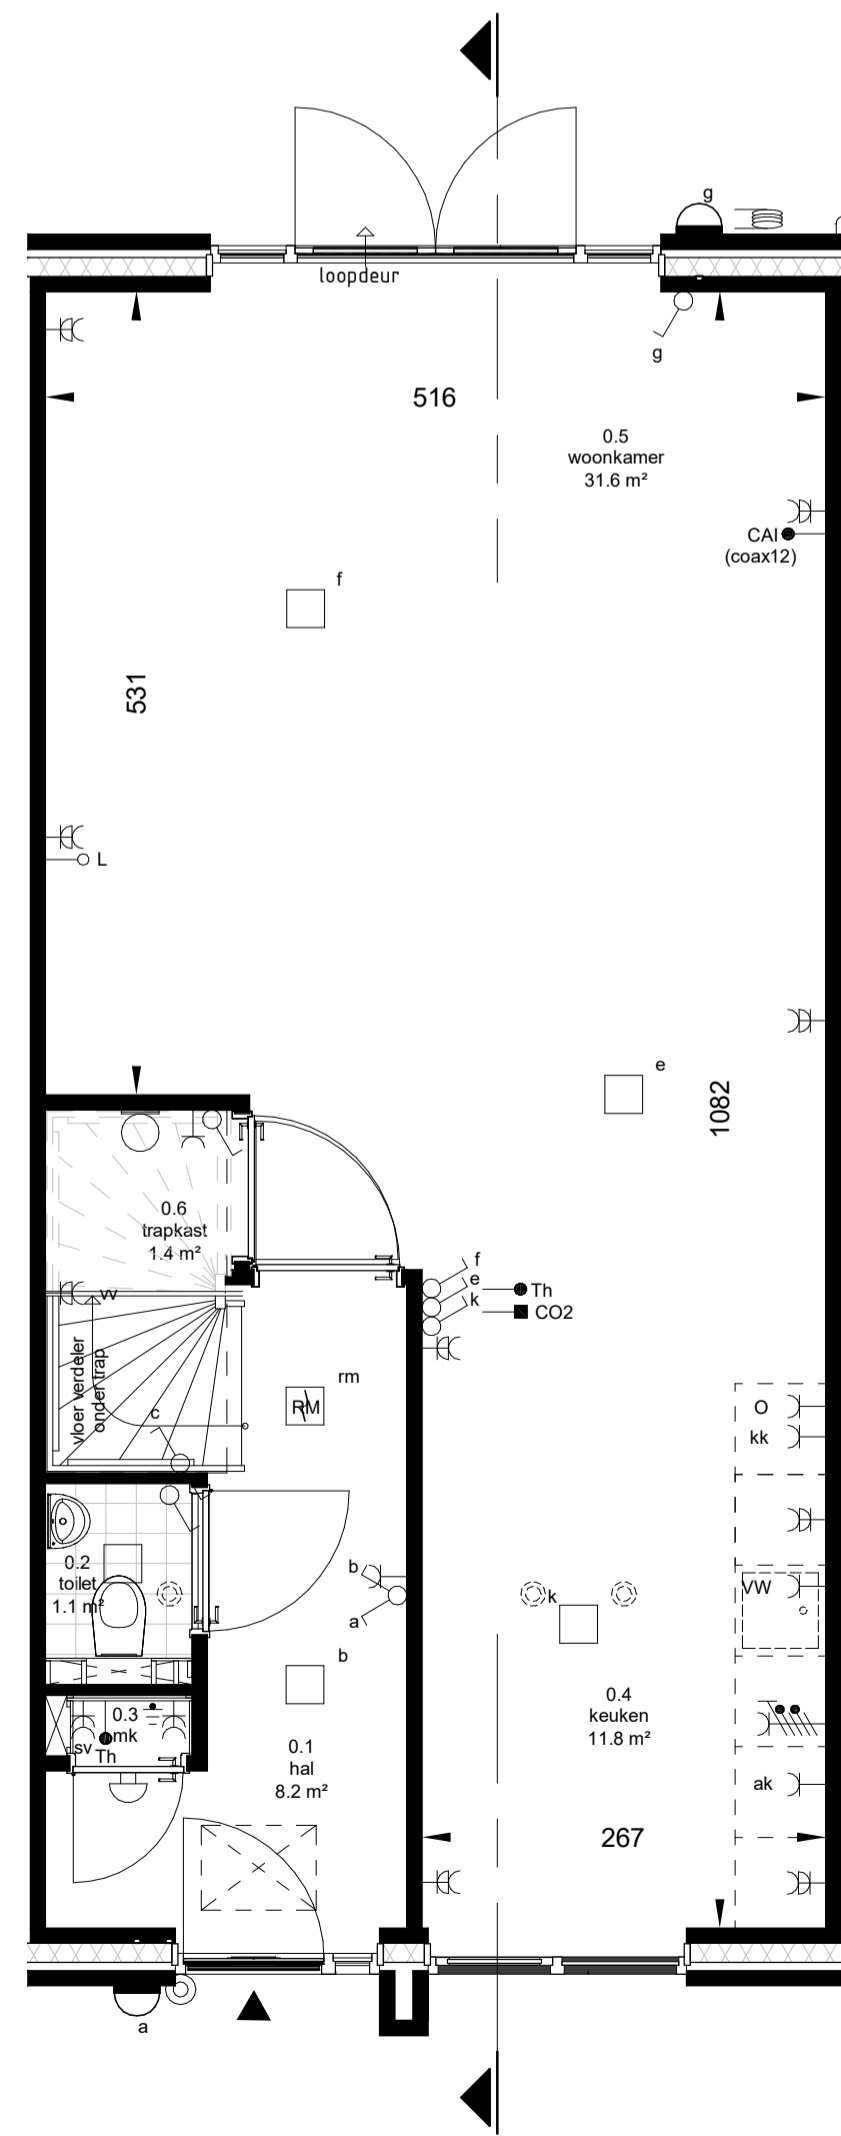 g
loopdeur
g
516
0.5
woonkamer
31.6 m²
CAI
(coax12)
f
531
L
e
1082
0.6
trapkast
1.4 m²
f
e
k
Th
CO2
vv
vloer verdeler
onder trap
rm
RM
c
O
kk
b
a
0.2
toilet
1.1 m²
k
VW
b
0.4
keuken
11.8 m²
0.3
mk
sv
Th
0.1
hal
8.2 m²
ak
267
a